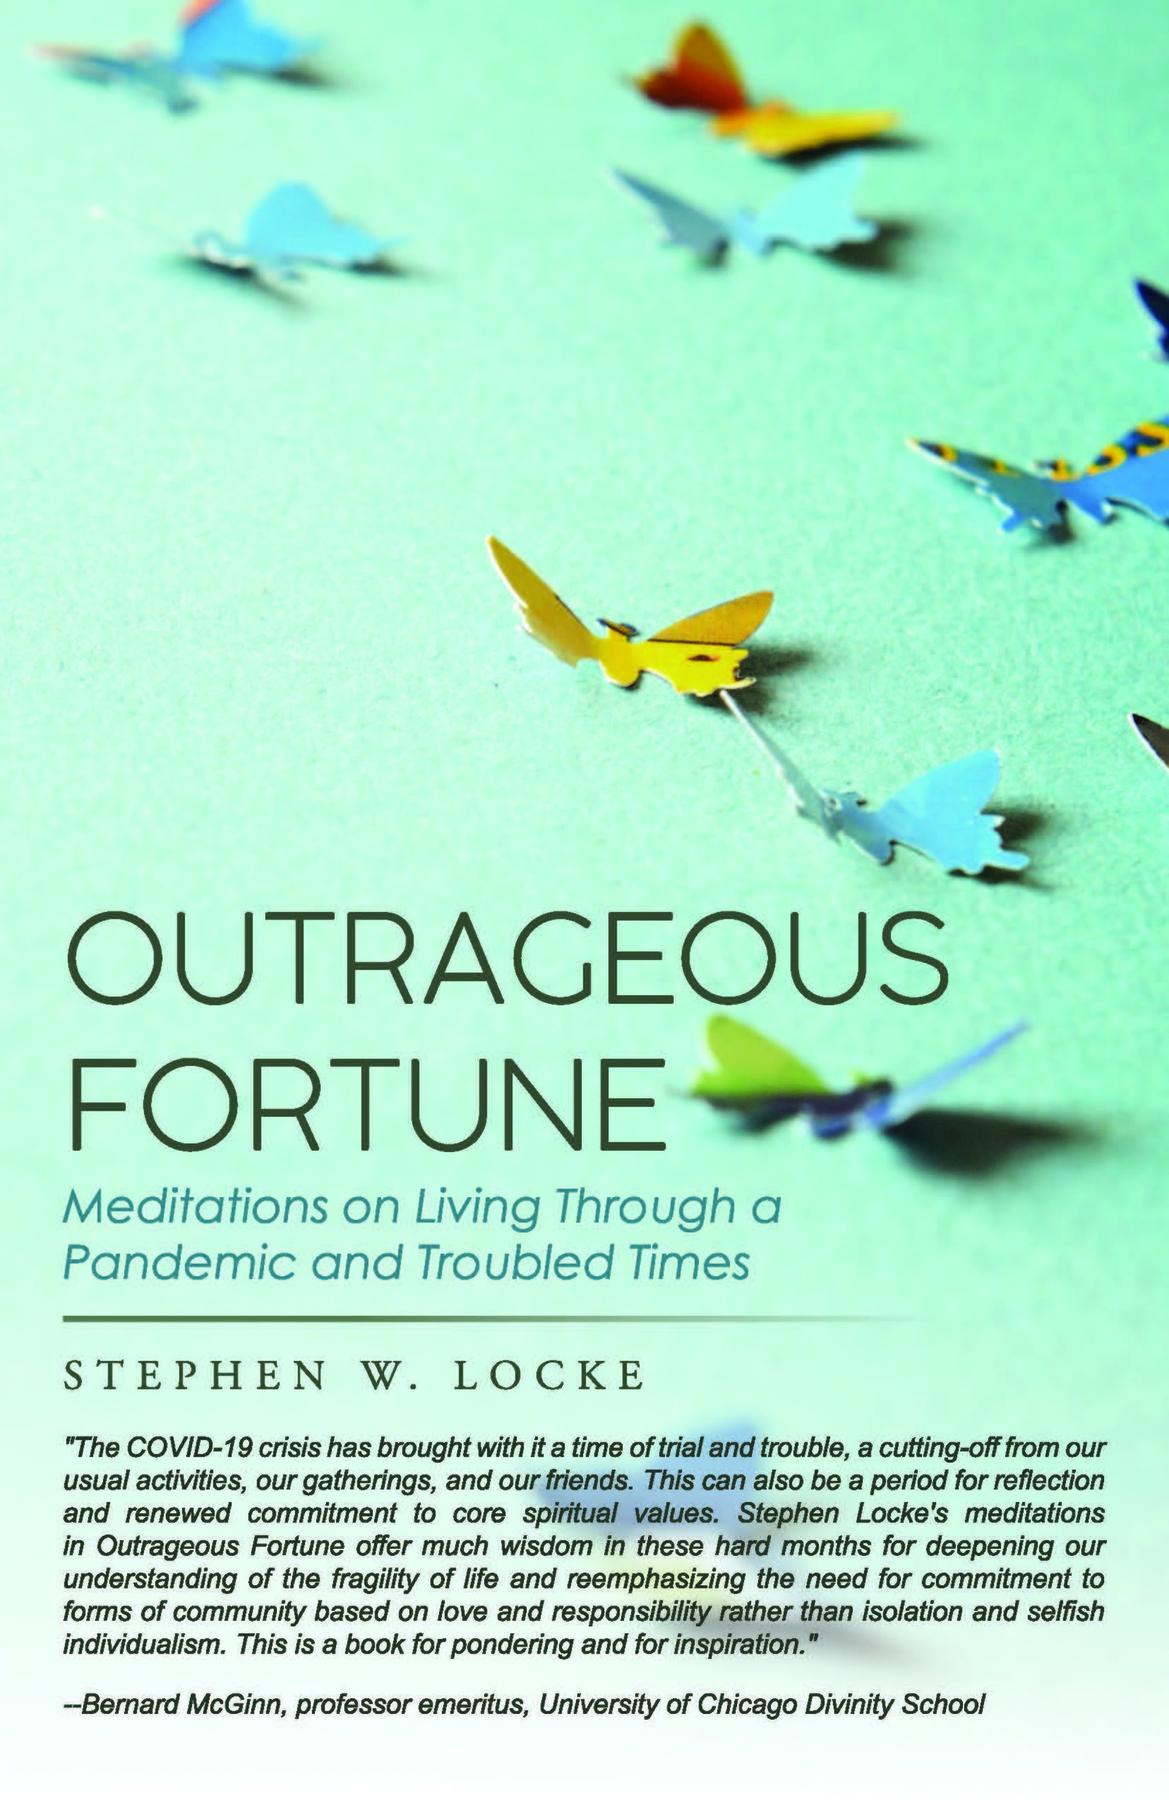 OUTRAGEOUS
FORTUNE
Meditations on Living Through a
Pandemic and Troubled Times
STEPHEN W. LOCKE
"The COVID-19 crisis has brought with it a time of trial and trouble, a cutting-off from our
usual activities, our gatherings, and our friends. This can also be a period for reflection
and renewed commitment to core spiritual values. Stephen Locke's meditations
in Outrageous Fortune offer much wisdom in these hard months for deepening our
understanding of the fragility of life and reemphasizing the need for commitment to
forms of community based on love and responsibility rather than isolation and selfish
individualism. This is a book for pondering and for inspiration."
--Bernard McGinn, professor emeritus, University of Chicago Divinity School